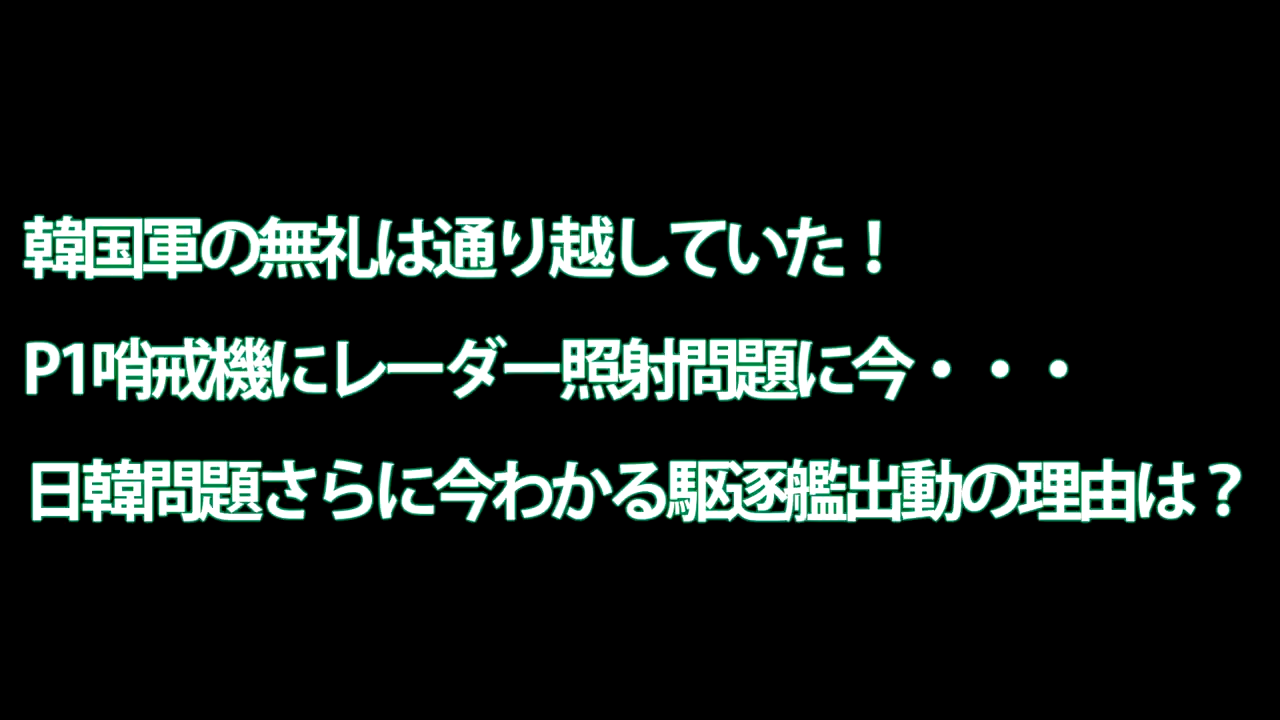 韓国軍の無礼は通り越していた！
P1哨戒機にレーダー照射問題に今・・・
日韓問題さらに今わかる駆逐艦出動の理由は？